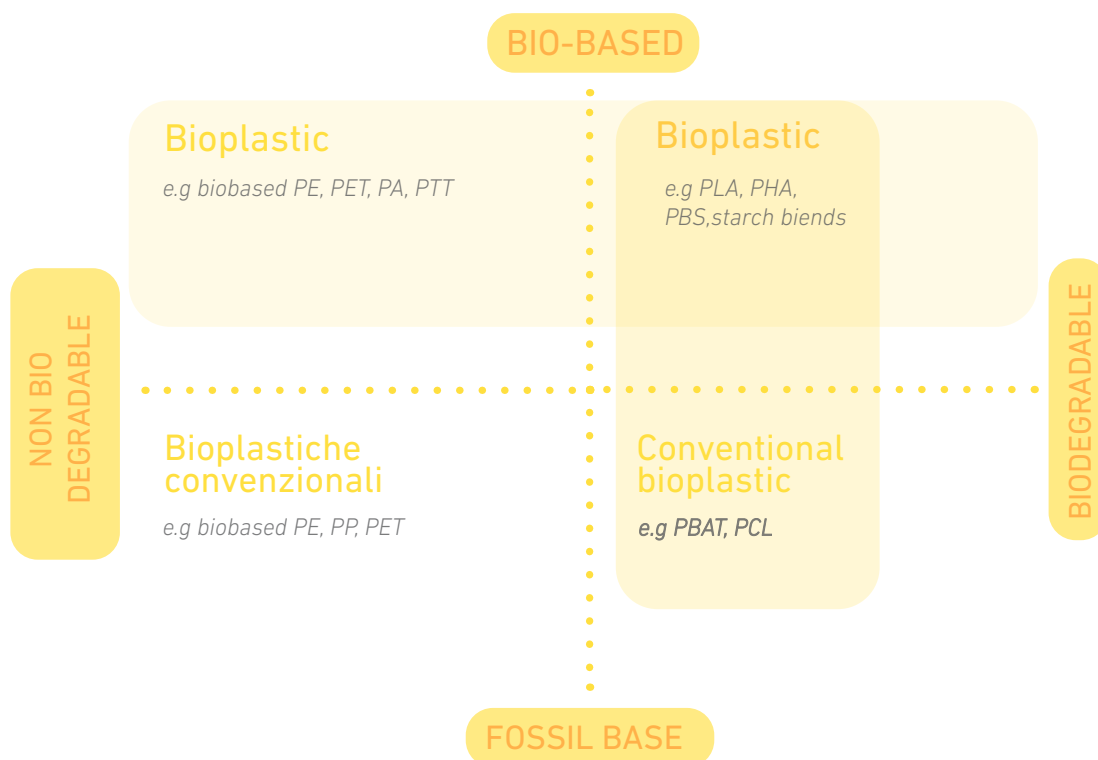 BIO-BASED
Bioplastic
e.g biobased PE, PET, PA, PTT
Bioplastic
e.g PLA, PHA,
PBS,starch biends
NON BIO
DEGRADABLE
BIODEGRADABLE
Bioplastiche
convenzionali
e.g biobased PE, PP, PET
Conventional
bioplastic
e.g PBAT, PCL
FOSSIL BASE